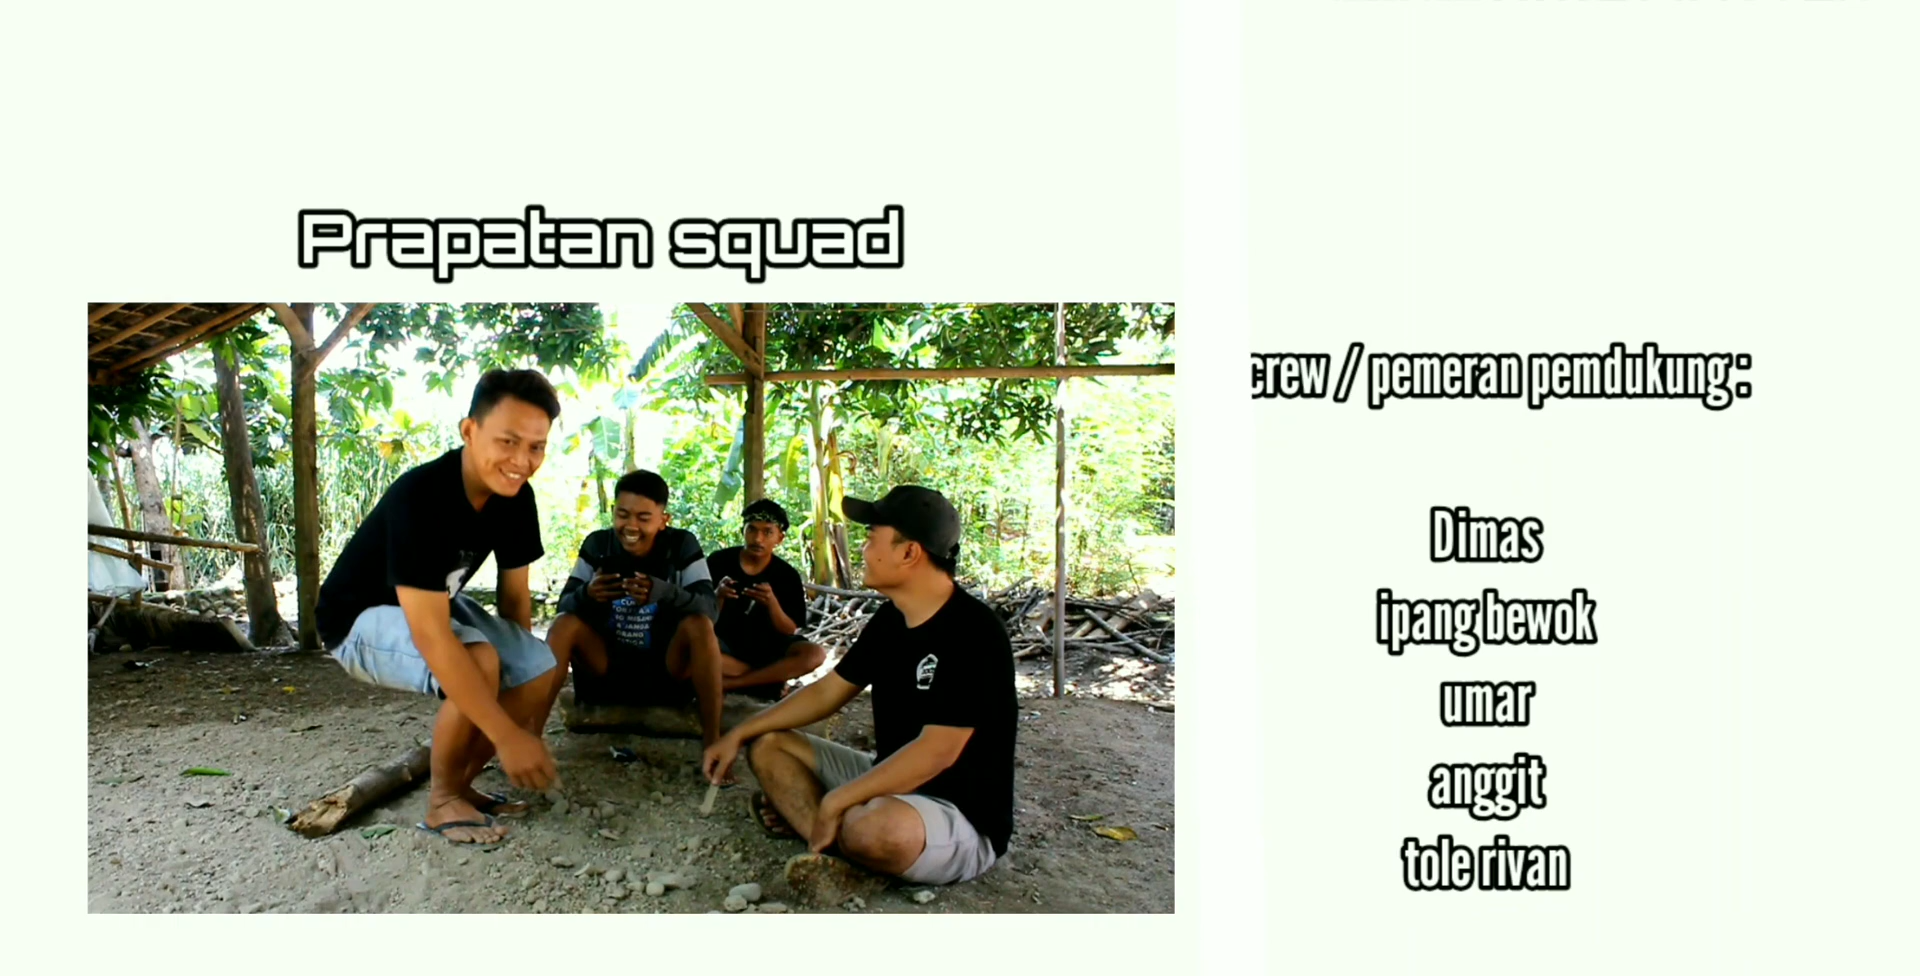 Prapatan squad
crew / pemeran pemdukung :
Dimas
ipang bewok
umar
anggit
tole rivan